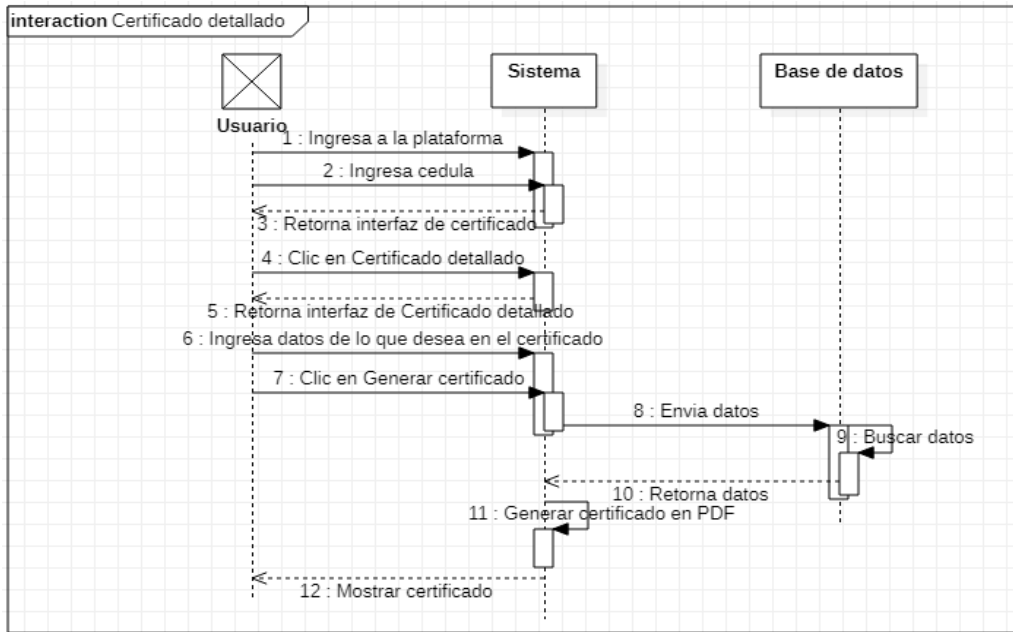 interaction Certificado detallado
Sistema
Base de datos
Usuario
1 : Ingresa a la plataforma
2 : Ingresa cedula
3 : Retorna interfaz de certificado
4 : Clic en Certificado detallado
5 : Retorna interfaz de Certificado detallado
6 : Ingresa datos de lo que desea en el certificado
7 : Clic en Generar certificado
8 : Envia datos
9 : Buscar datos
10 : Retorna datos
11 : Generar certificado en PDF
12 : Mostrar certificado